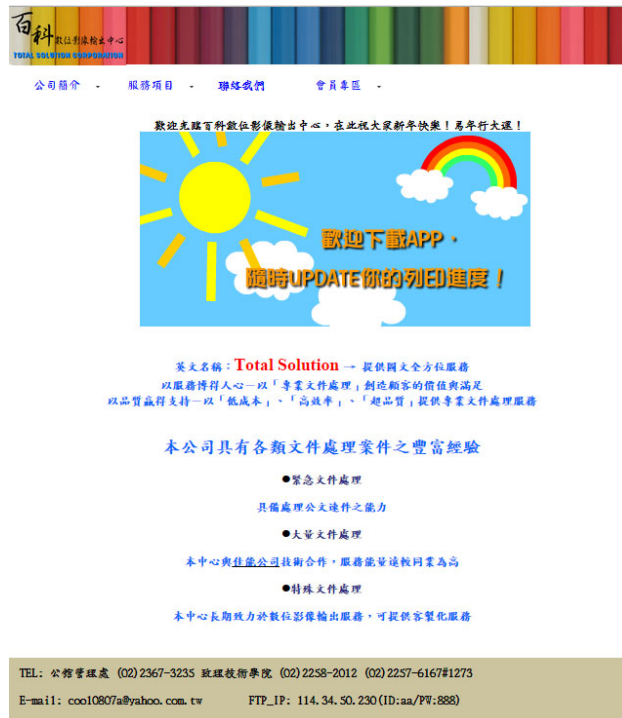 百科數位影像輸出中心
TOTAL SOLUTION CORPORATION
公司簡介 - 服務項目 - 聯絡我們 會員專區 -
歡迎光臨百科數位影像輸出中心，在此祝大家新年快樂！馬年行大運！
歡迎下載APP，
隨時UPDATE你的列印進度！
英文名稱：Total Solution → 提供圖文全方位服務
以服務博得人心—以「專業文件處理」創造顧客的價值與滿足
以品質贏得支持—以「低成本」、「高效率」、「超品質」提供專業文件處理服務
本公司具有各類文件處理案件之豐富經驗
●緊急文件處理
具備處理公文速件之能力
●大量文件處理
本中心與佳能公司技術合作，服務能量遠較同業為高
●特殊文件處理
本中心長期致力於數位影像輸出服務，可提供客製化服務
TEL: 公館管理處 (02)2367-3235 致理技術學院 (02)2258-2012 (02)2257-6167#1273
E-mail: coo10807a@yahoo.com.tw FTP_IP: 114.34.50.230(ID:aa/PW:888)